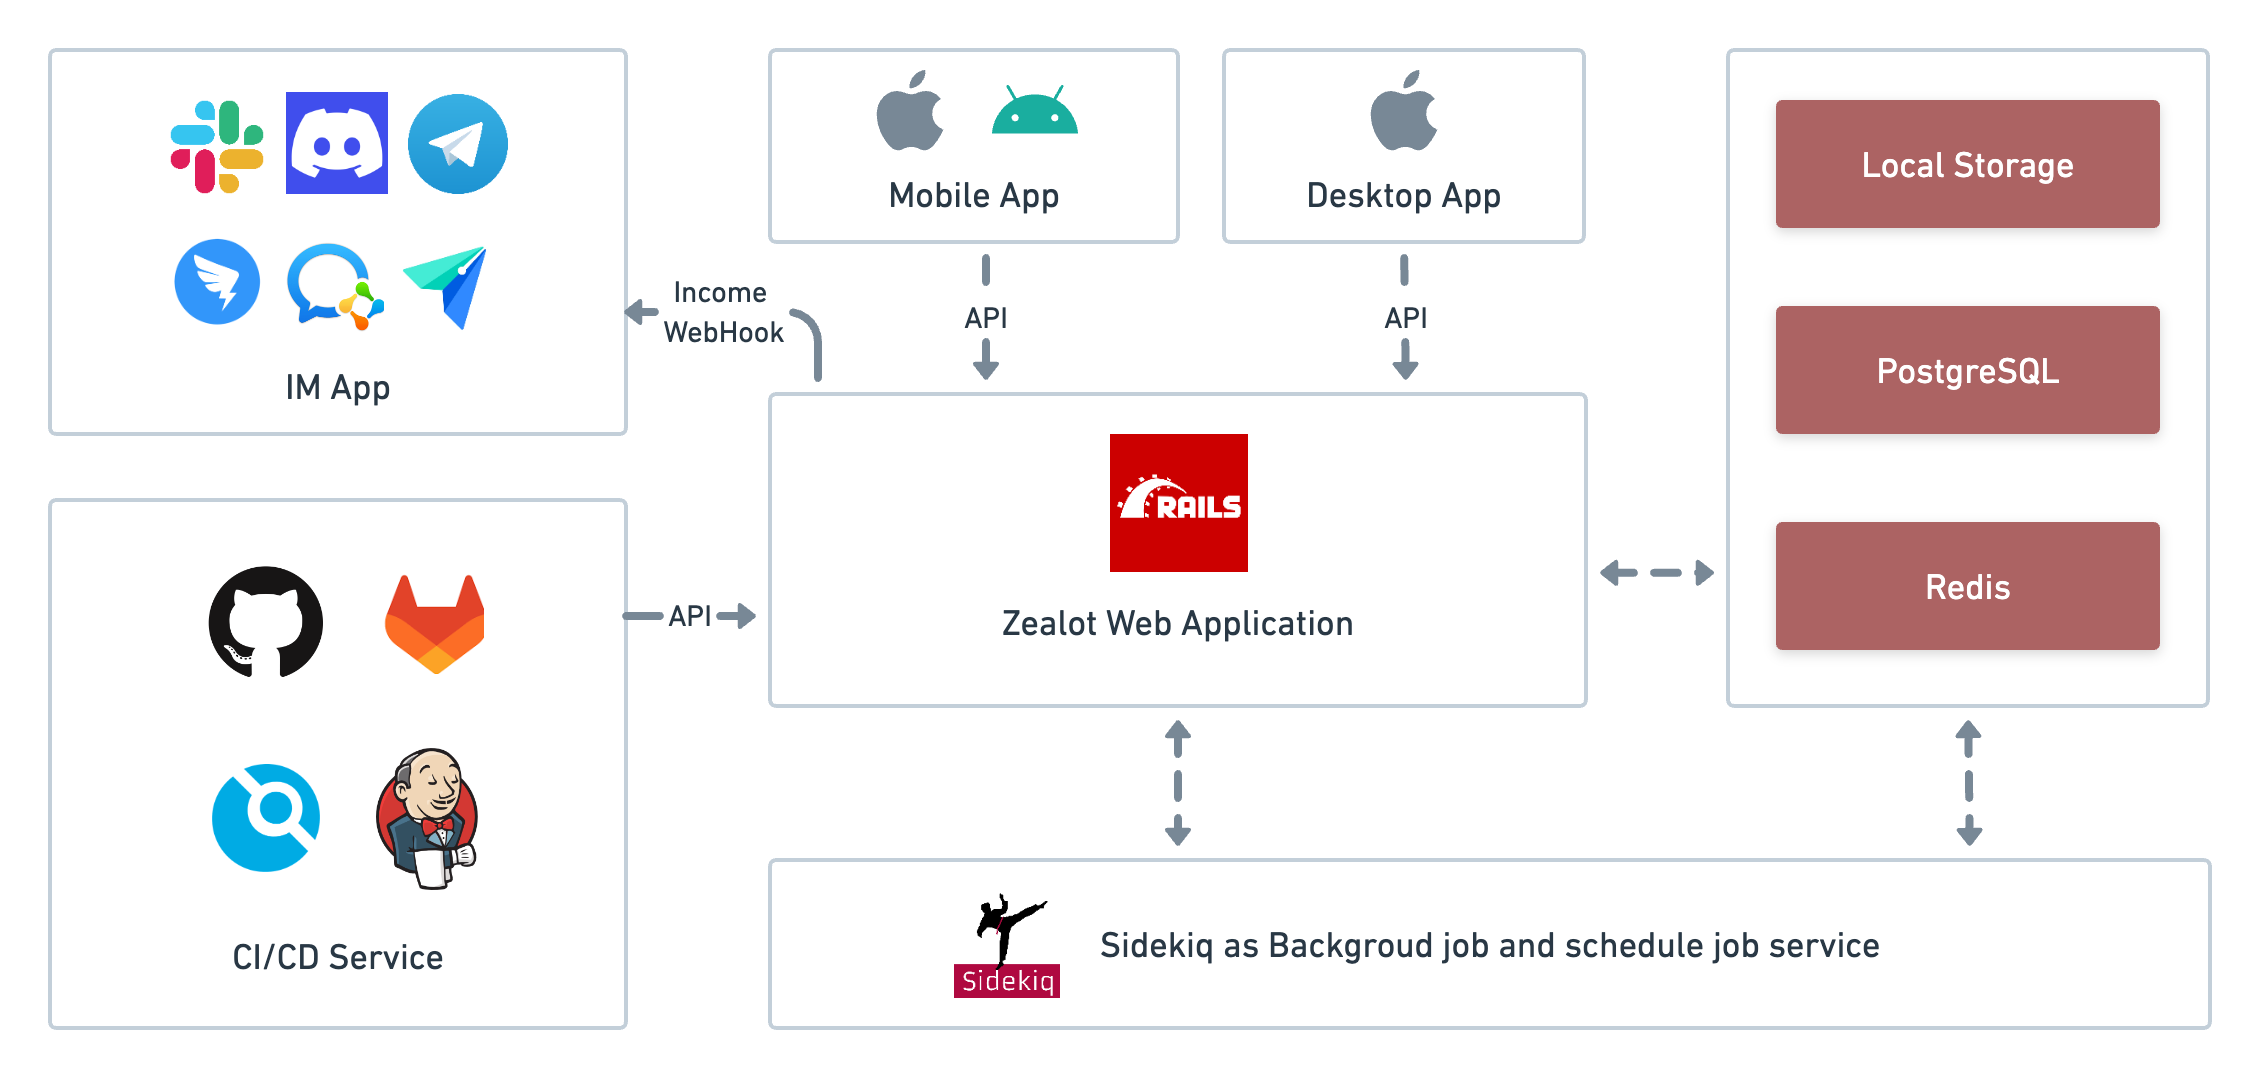 IM App
Income
WebHook
Mobile App
API
Desktop App
API
Local Storage
PostgreSQL
Redis
RAILS
Zealot Web Application
API
CI/CD Service
Sidekiq
Sidekiq as Backgroud job and schedule job service